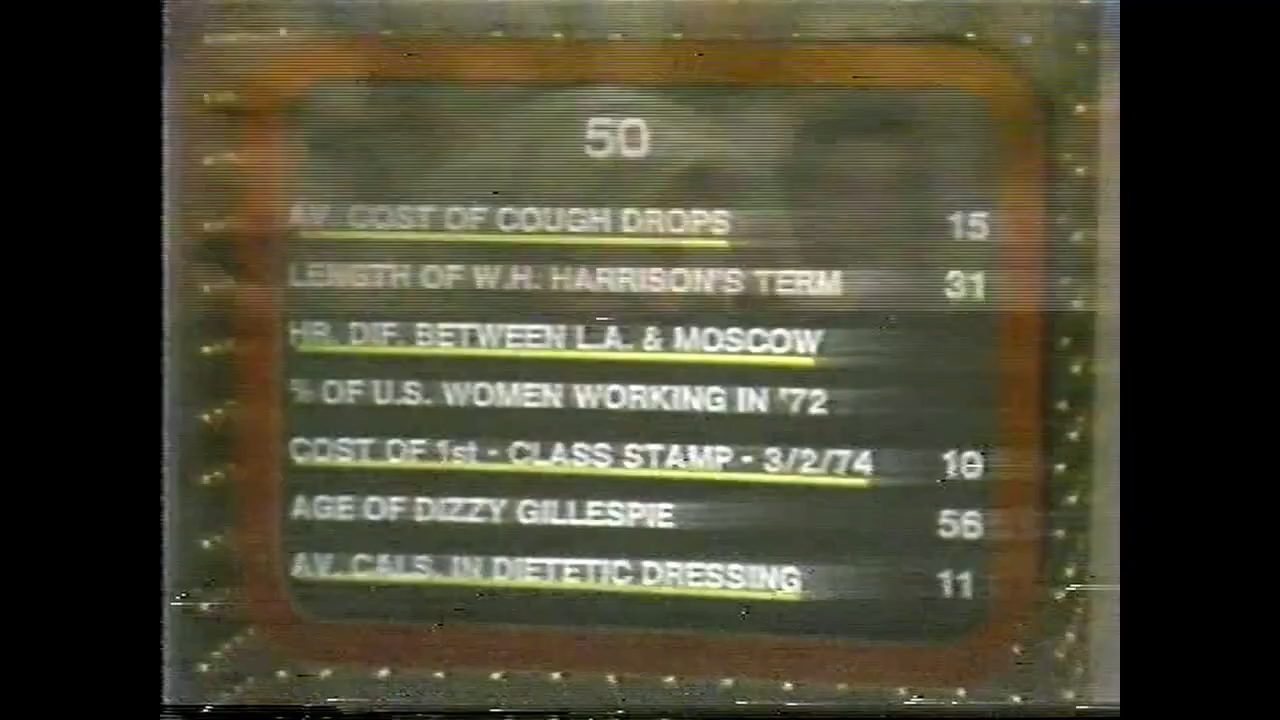 50
AV. COST OF COUGH DROPS 15
LENGTH OF W.H. HARRISON'S TERM 31
HR. DIF. BETWEEN L.A. & MOSCOW
% OF U.S. WOMEN WORKING IN '72
COST OF 1st - CLASS STAMP - 3/2/74 10
AGE OF DIZZY GILLESPIE 56
AV. CALS. IN DIETETIC DRESSING 11